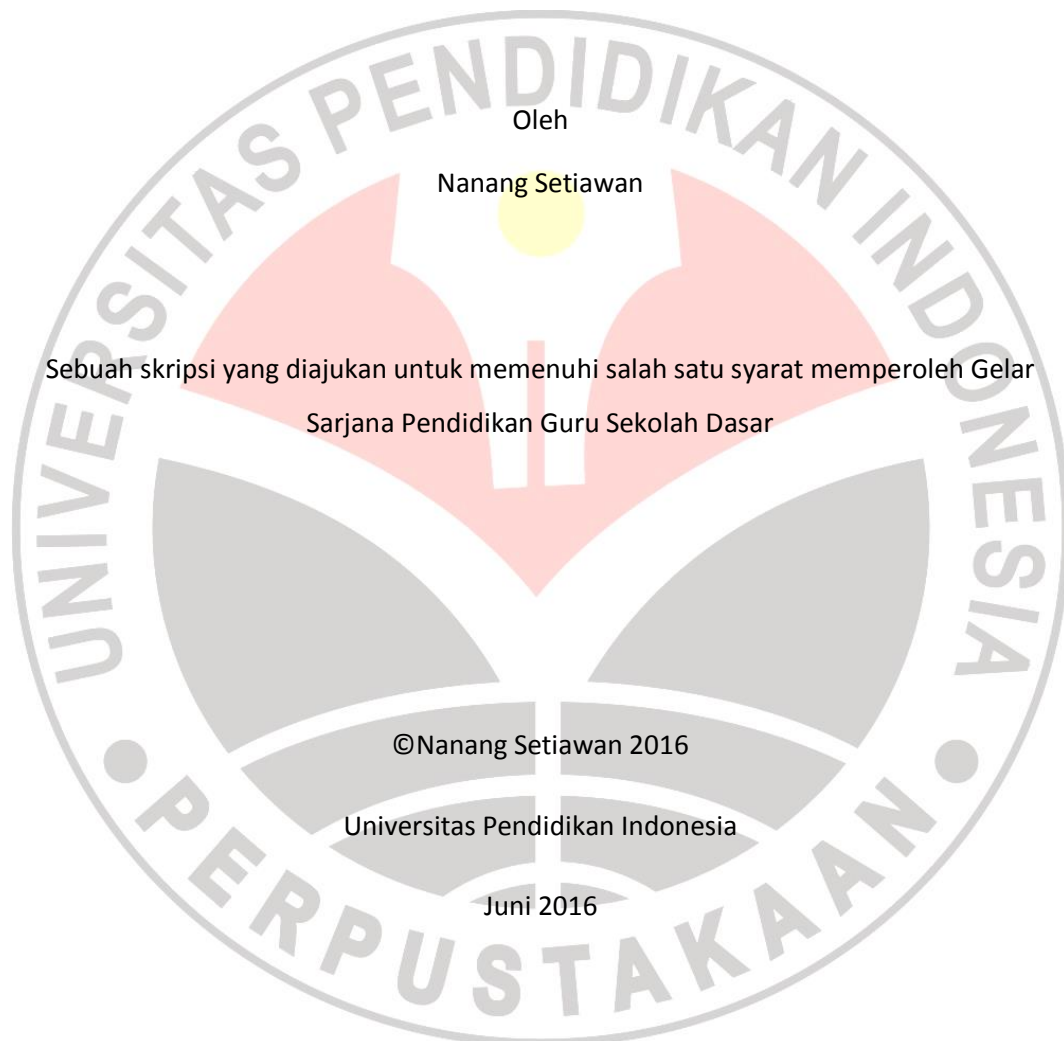 UNIVERSITAS PENDIDIKAN INDONESIA
Oleh
Nanang Setiawan
Sebuah skripsi yang diajukan untuk memenuhi salah satu syarat memperoleh Gelar
Sarjana Pendidikan Guru Sekolah Dasar
©Nanang Setiawan 2016
Universitas Pendidikan Indonesia
Juni 2016
PERPUSTAKAAN